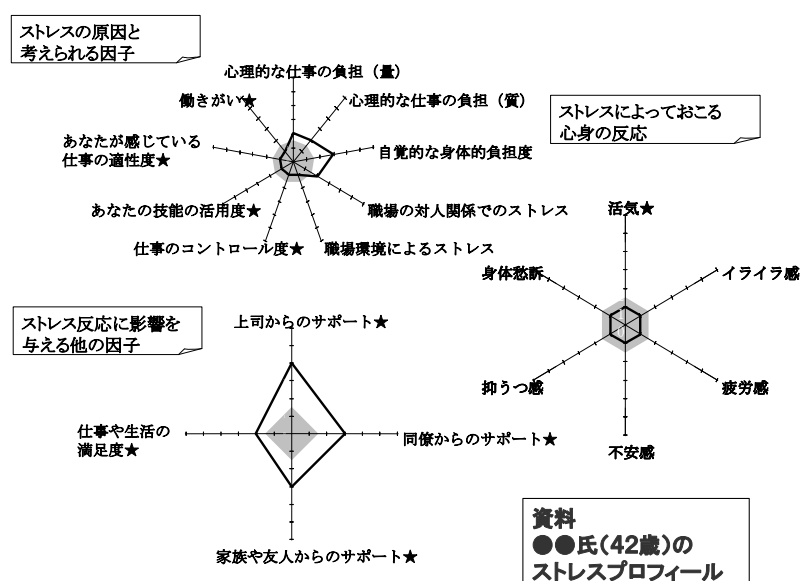 ストレスの原因と
考えられる因子
心理的な仕事の負担（量）
働きがい★
心理的な仕事の負担（質）
あなたが感じている
仕事の適性度★
自覚的な身体的負担度
あなたの技能の活用度★
職場の対人関係でのストレス
仕事のコントロール度★
職場環境によるストレス
ストレスによっておこる
心身の反応
活気★
身体愁訴
イライラ感
抑うつ感
疲労感
不安感
ストレス反応に影響を
与える他の因子
上司からのサポート★
仕事や生活の
満足度★
同僚からのサポート★
家族や友人からのサポート★
資料
●●氏（42歳）の
ストレスプロフィール